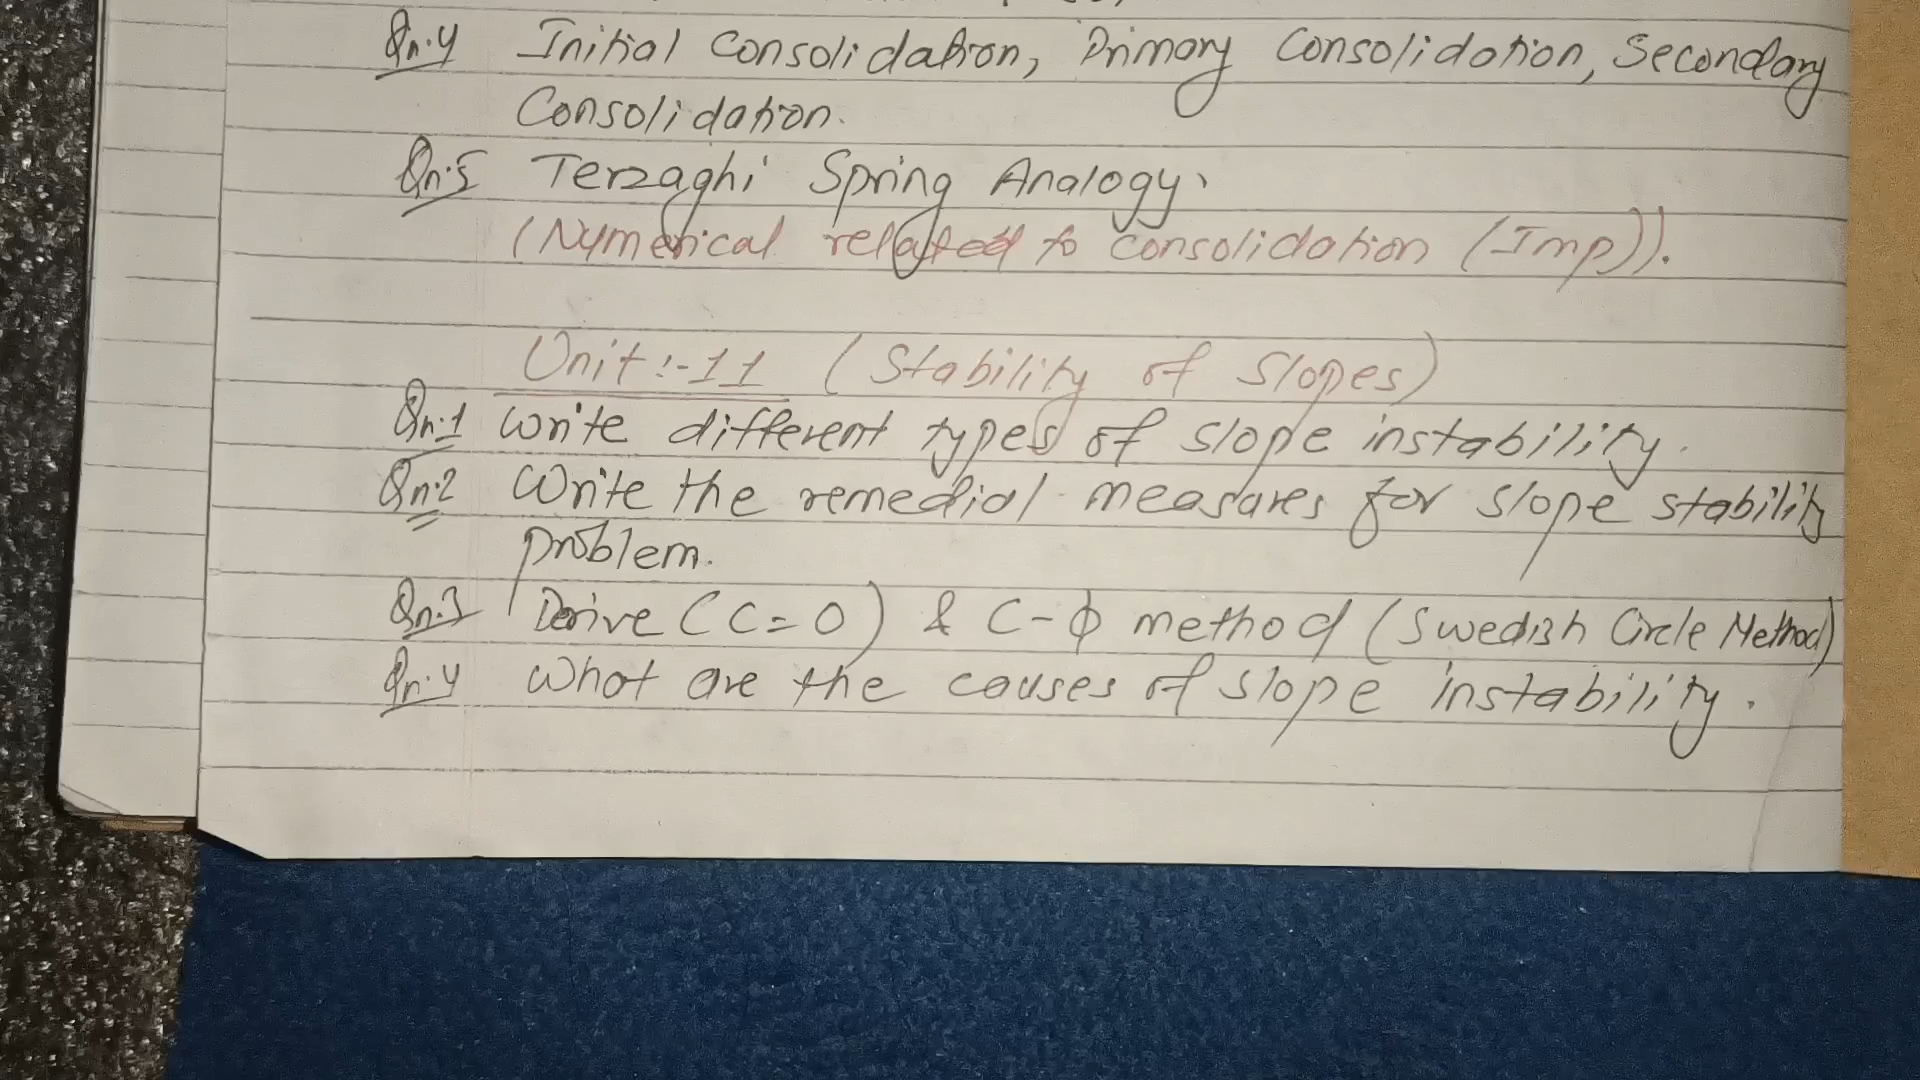 Qn.4 Initial Consolidation, Primary Consolidation, Secondary
Consolidation.
Qn.5 Terzaghi Spring Analogy.
(Numerical related to consolidation (Imp)).
Unit:-11 (Stability of Slopes)
Qn.1 Write different types of slope instability.
Qn.2 Write the remedial measures for slope stability
problem.
Qn.3 Derive (C=0) & C-φ method (Swedish Circle Method)
Qn.4 What are the causes of slope instability.